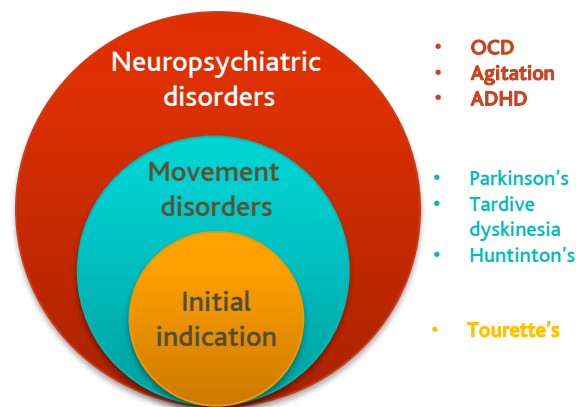 Neuropsychiatric
disorders
• OCD
• Agitation
• ADHD
Movement
disorders
• Parkinson's
• Tardive
dyskinesia
• Huntinton's
Initial
indication
• Tourette's